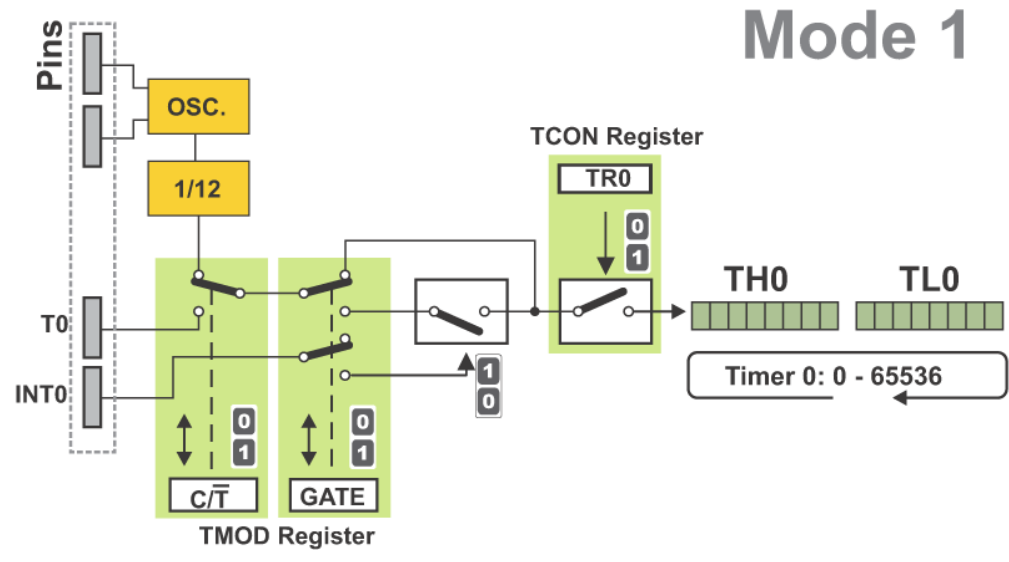 Mode 1
Pins
OSC.
TCON Register
1/12
TR0
0
1
TH0 TL0
T0
INT0
1
0
Timer 0: 0 - 65536
0
1
0
1
C/T̅
GATE
TMOD Register